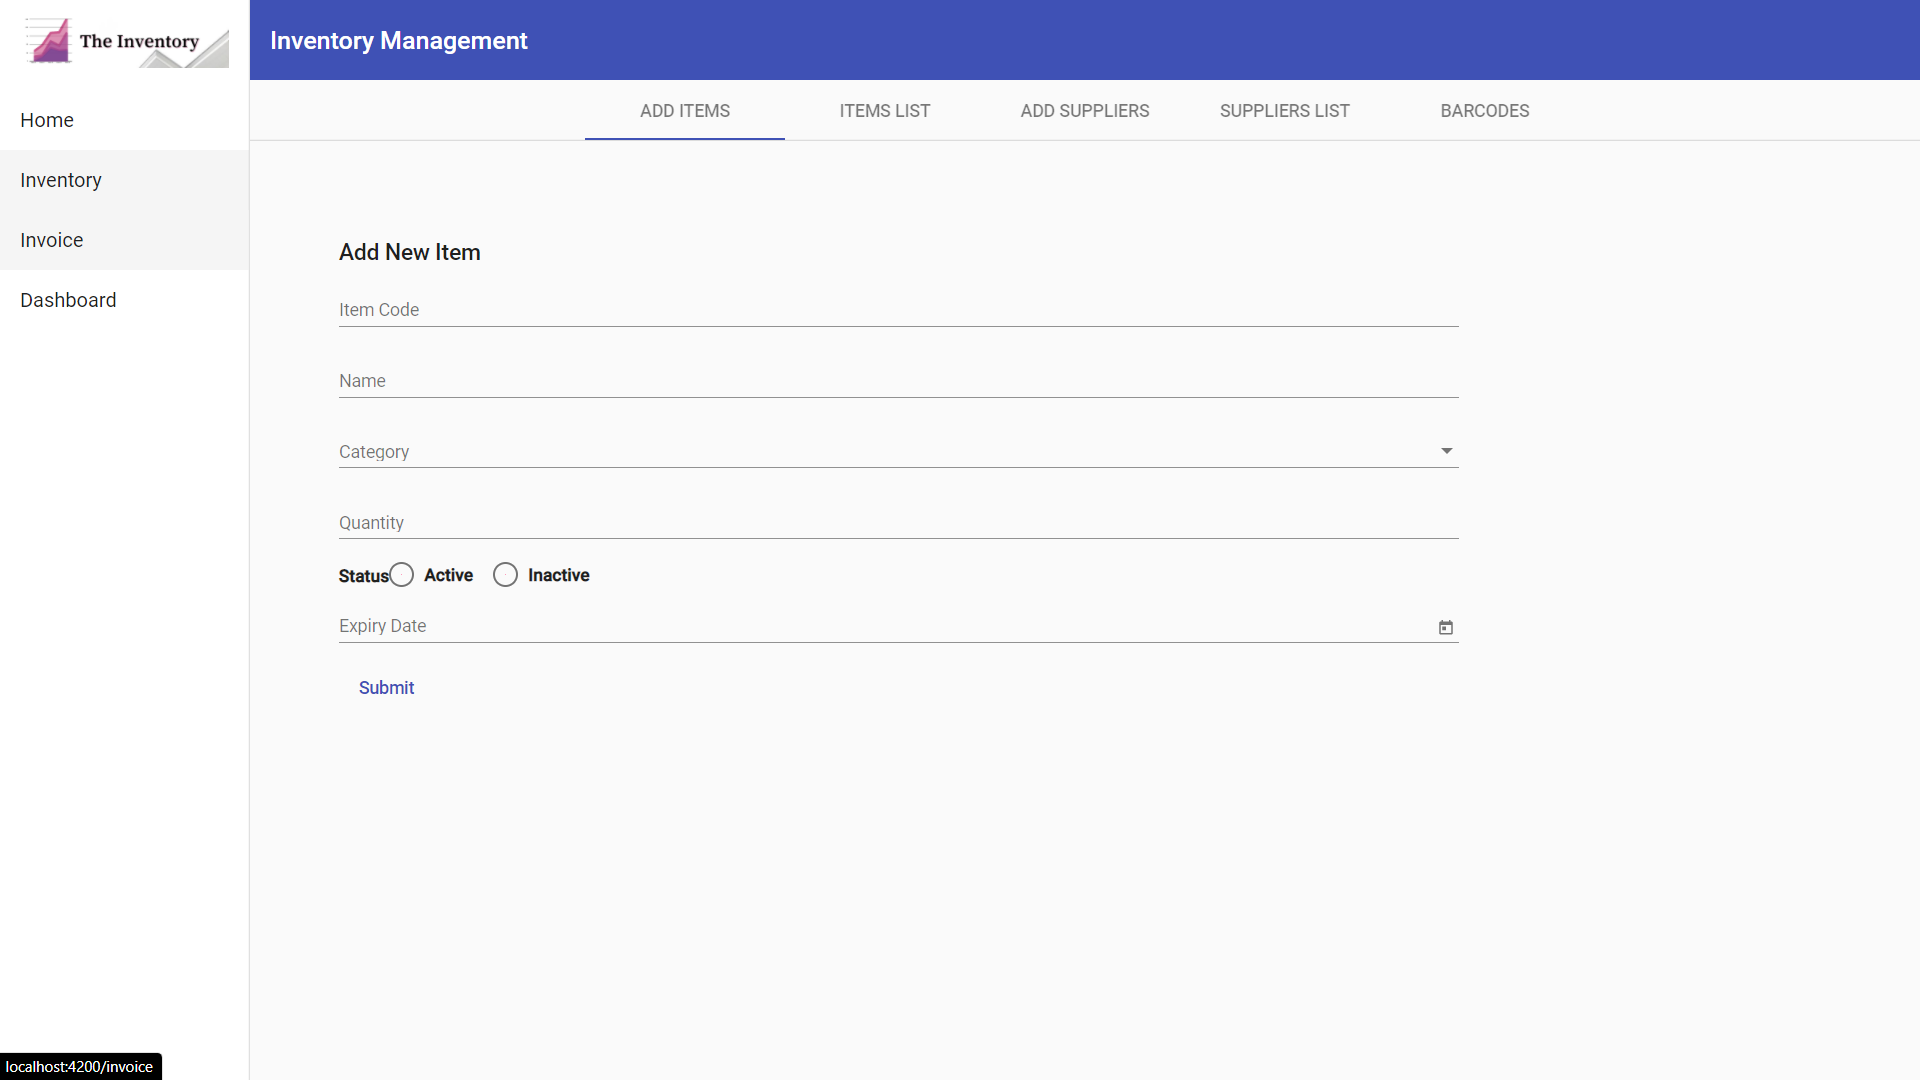 The Inventory
Inventory Management
Home
Inventory
Invoice
Dashboard
ADD ITEMS
ITEMS LIST
ADD SUPPLIERS
SUPPLIERS LIST
BARCODES
Add New Item
Item Code
Name
Category
Quantity
Status Active Inactive
Expiry Date
Submit
localhost:4200/invoice